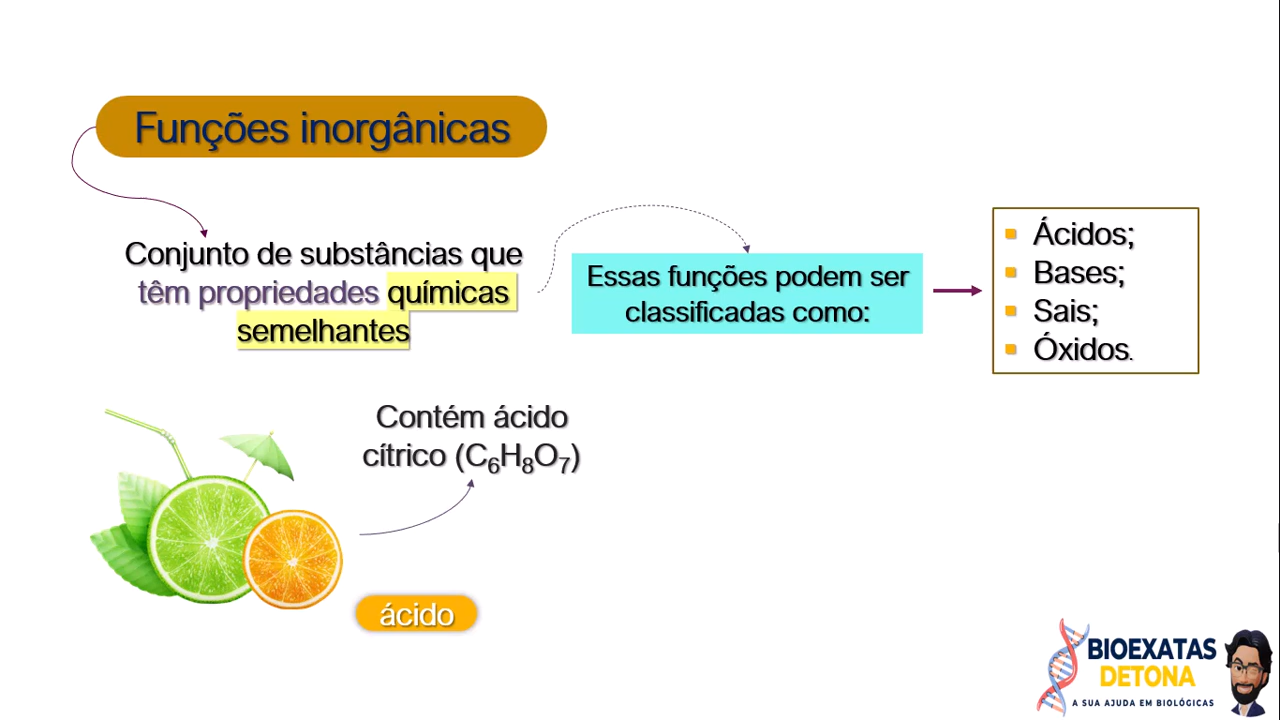 Funções inorgânicas
Conjunto de substâncias que
têm propriedades químicas
semelhantes
Essas funções podem ser
classificadas como:
Ácidos;
Bases;
Sais;
Óxidos.
Contém ácido
cítrico (C₆H₈O₇)
ácido
BIOEXATAS
DETONA
A SUA AJUDA EM BIOLÓGICAS